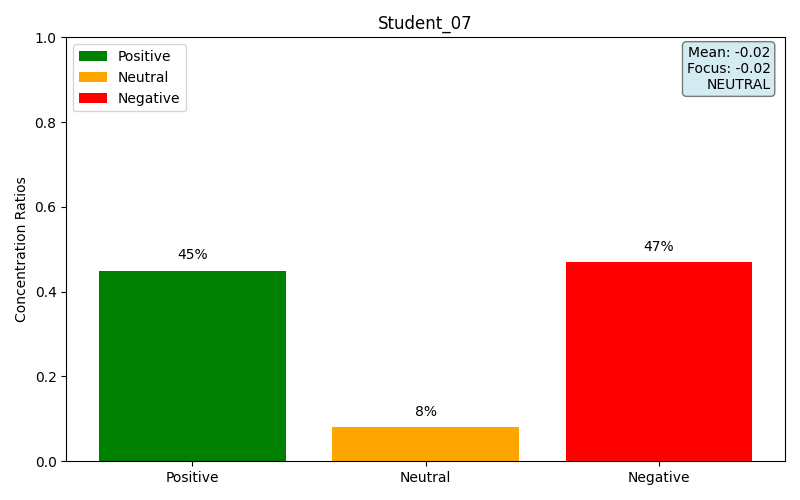 Student_07
Positive
Neutral
Negative
Mean: -0.02
Focus: -0.02
NEUTRAL
Concentration Ratios
1.0
0.8
0.6
0.4
0.2
0.0
45%
8%
47%
Positive
Neutral
Negative